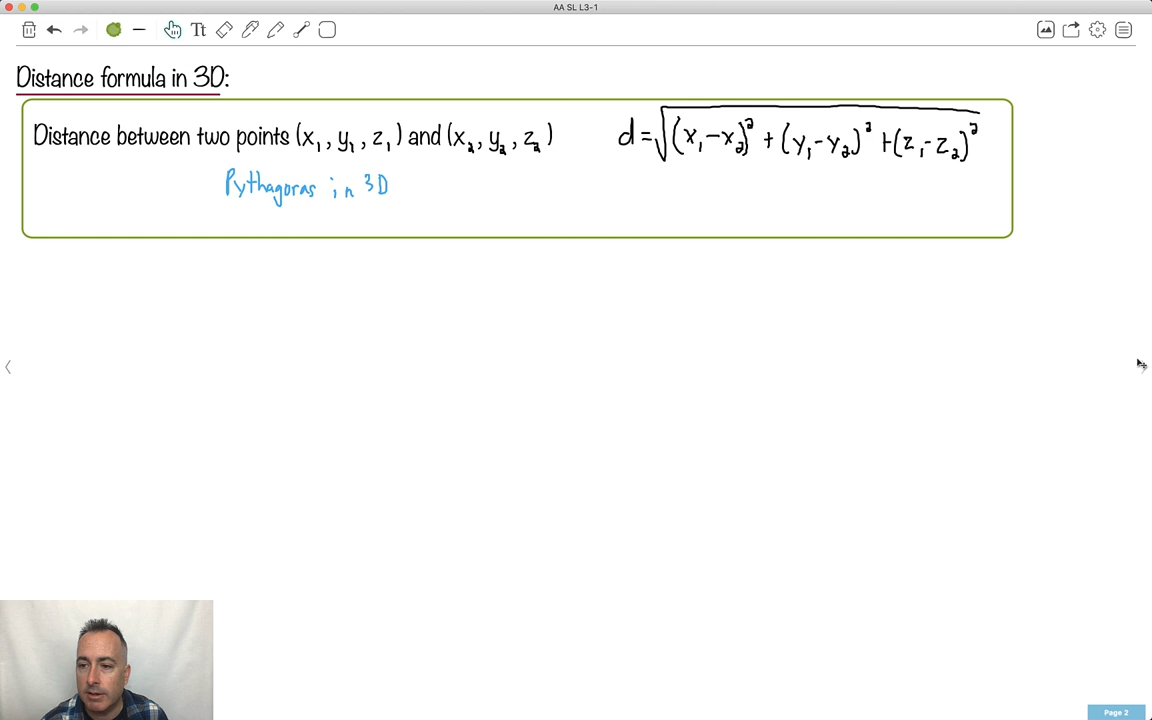 AA SL L3-1
Tt
Distance formula in 3D:
Distance between two points (x₁, y₁, z₁) and (x₂, y₂, z₂) d = √(x₁-x₂)² + (y₁-y₂)² + (z₁-z₂)²
Pythagoras in 3D
Page 2